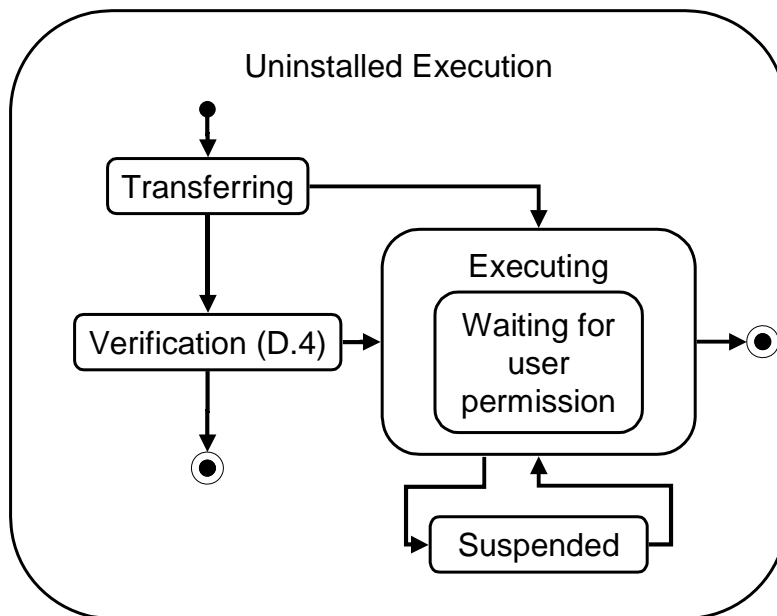 Uninstalled Execution
Transferring
Executing
Waiting for
user
permission
Verification (D.4)
Suspended